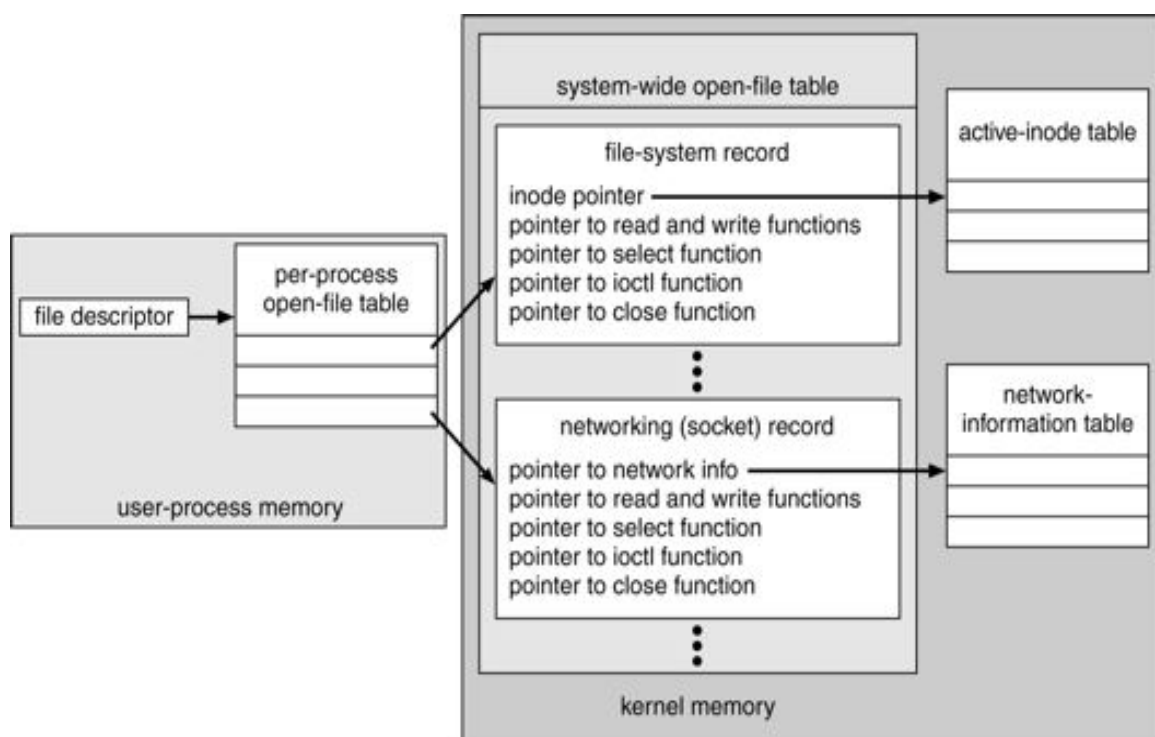 file descriptor
per-process
open-file table
user-process memory
system-wide open-file table
file-system record
inode pointer
pointer to read and write functions
pointer to select function
pointer to ioctl function
pointer to close function
networking (socket) record
pointer to network info
pointer to read and write functions
pointer to select function
pointer to ioctl function
pointer to close function
kernel memory
active-inode table
network-
information table